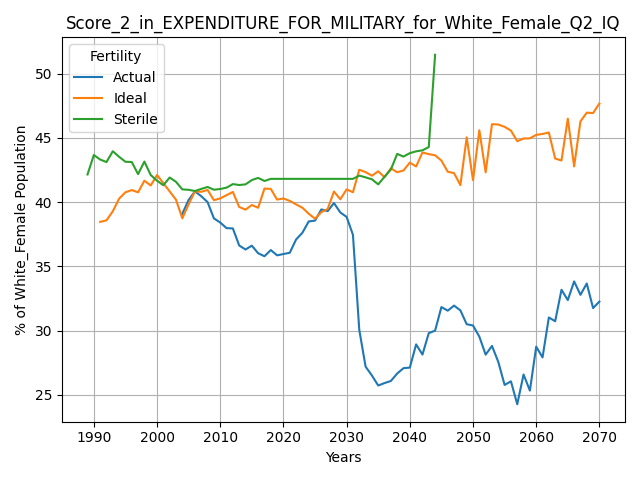 Score_2_in_EXPENDITURE_FOR_MILITARY_for_White_Female_Q2_IQ
Fertility
Actual
Ideal
Sterile
% of White_Female Population
50
45
40
35
30
25
1990 2000 2010 2020 2030 2040 2050 2060 2070
Years